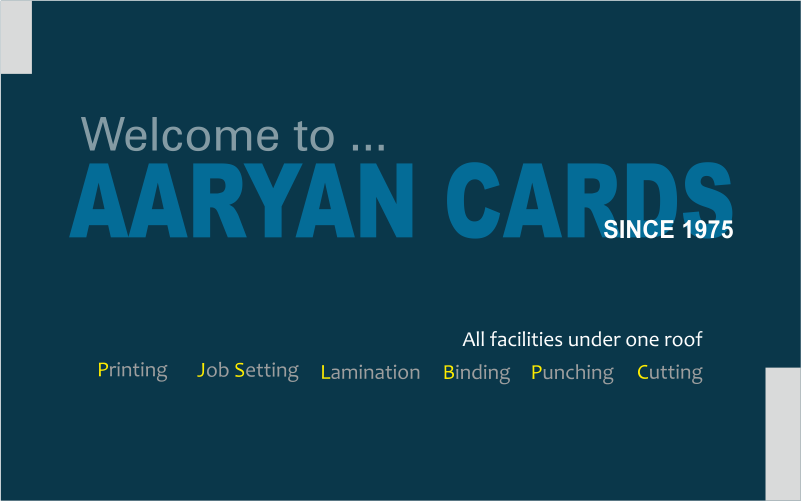 Welcome to ...
AARYAN CARDS
SINCE 1975
All facilities under one roof
Printing Job Setting Lamination Binding Punching Cutting